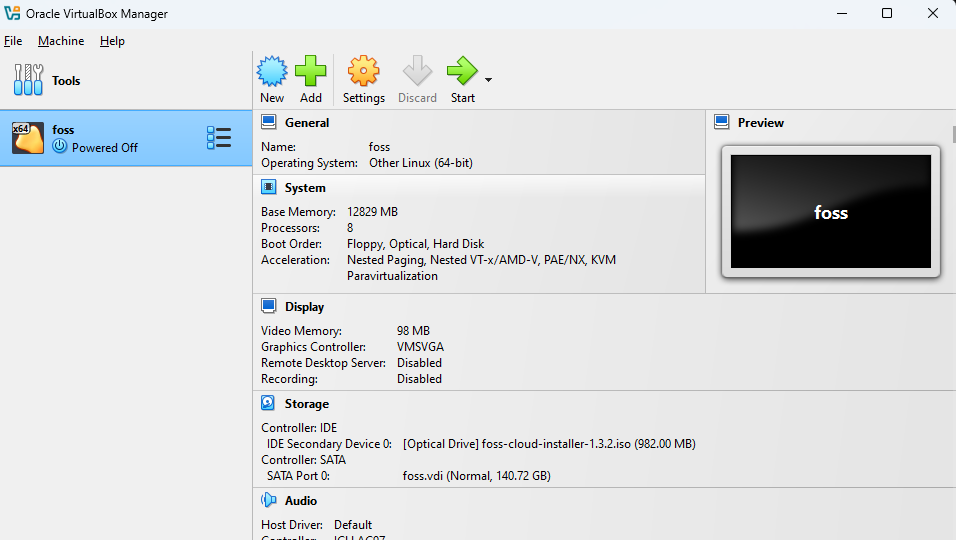 Oracle VirtualBox Manager
File Machine Help
Tools
New Add Settings Discard Start
x64
foss
Powered Off
General
Name: foss
Operating System: Other Linux (64-bit)
Preview
foss
System
Base Memory: 12829 MB
Processors: 8
Boot Order: Floppy, Optical, Hard Disk
Acceleration: Nested Paging, Nested VT-x/AMD-V, PAE/NX, KVM
Paravirtualization
Display
Video Memory: 98 MB
Graphics Controller: VMSVGA
Remote Desktop Server: Disabled
Recording: Disabled
Storage
Controller: IDE
IDE Secondary Device 0: [Optical Drive] foss-cloud-installer-1.3.2.iso (982.00 MB)
Controller: SATA
SATA Port 0: foss.vdi (Normal, 140.72 GB)
Audio
Host Driver: Default